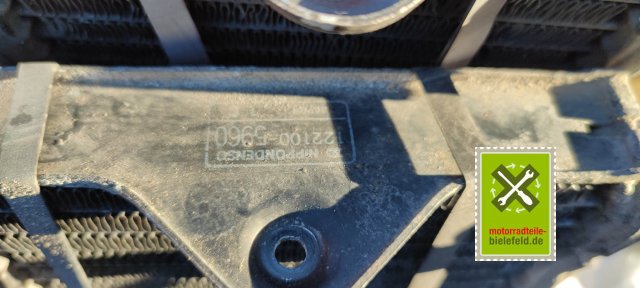 NIPPONDENSO
122100-5960
motorradteile-
bielefeld.de